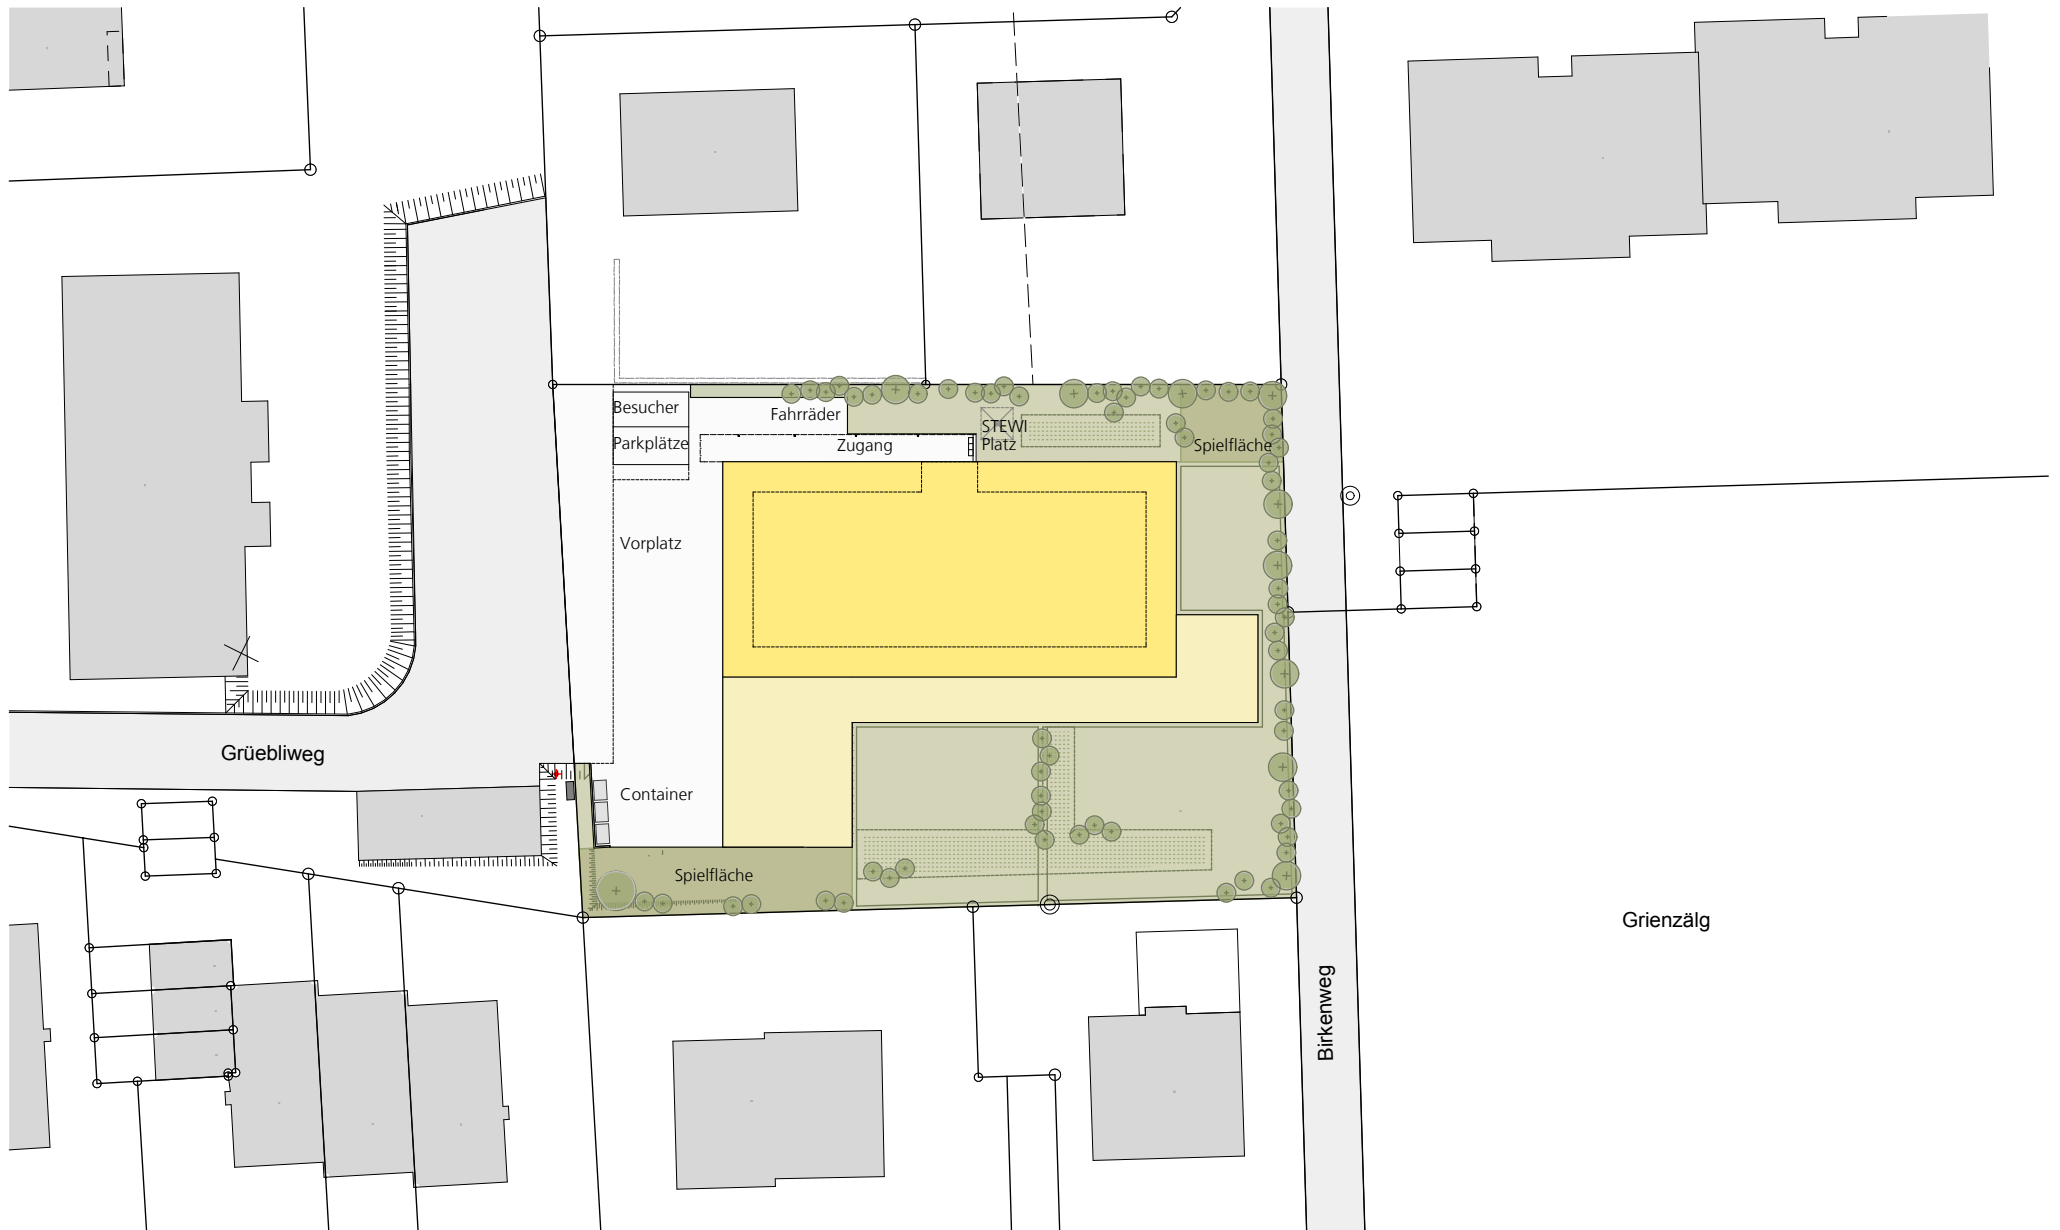 Besucher
Fahrräder
STEWI
Parkplätze
Zugang
Platz
Spielfläche
Vorplatz
Grüebliweg
Container
Spielfläche
Grienzälg
Birkenweg